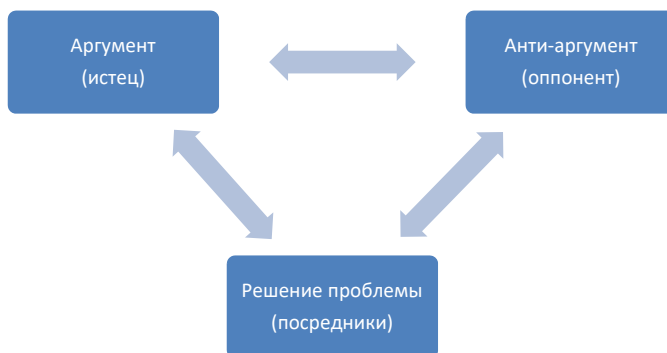 Аргумент
(истец)
Анти-аргумент
(оппонент)
Решение проблемы
(посредники)